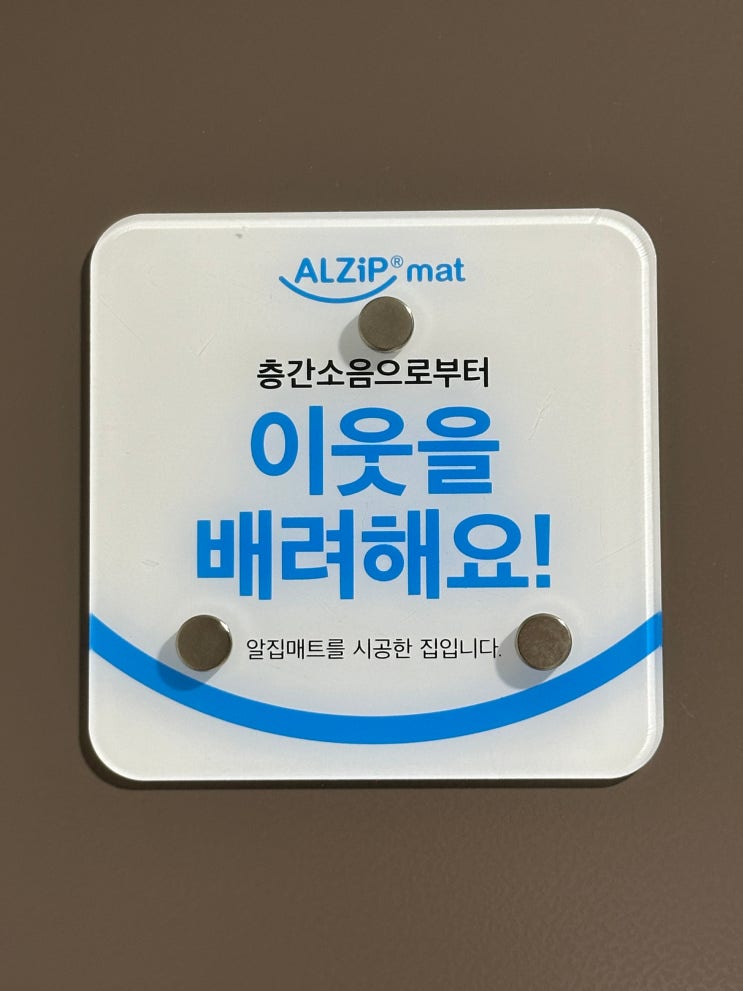 ALZiP® mat
층간소음으로부터
이웃을
배려해요!
알집매트를 시공한 집입니다.